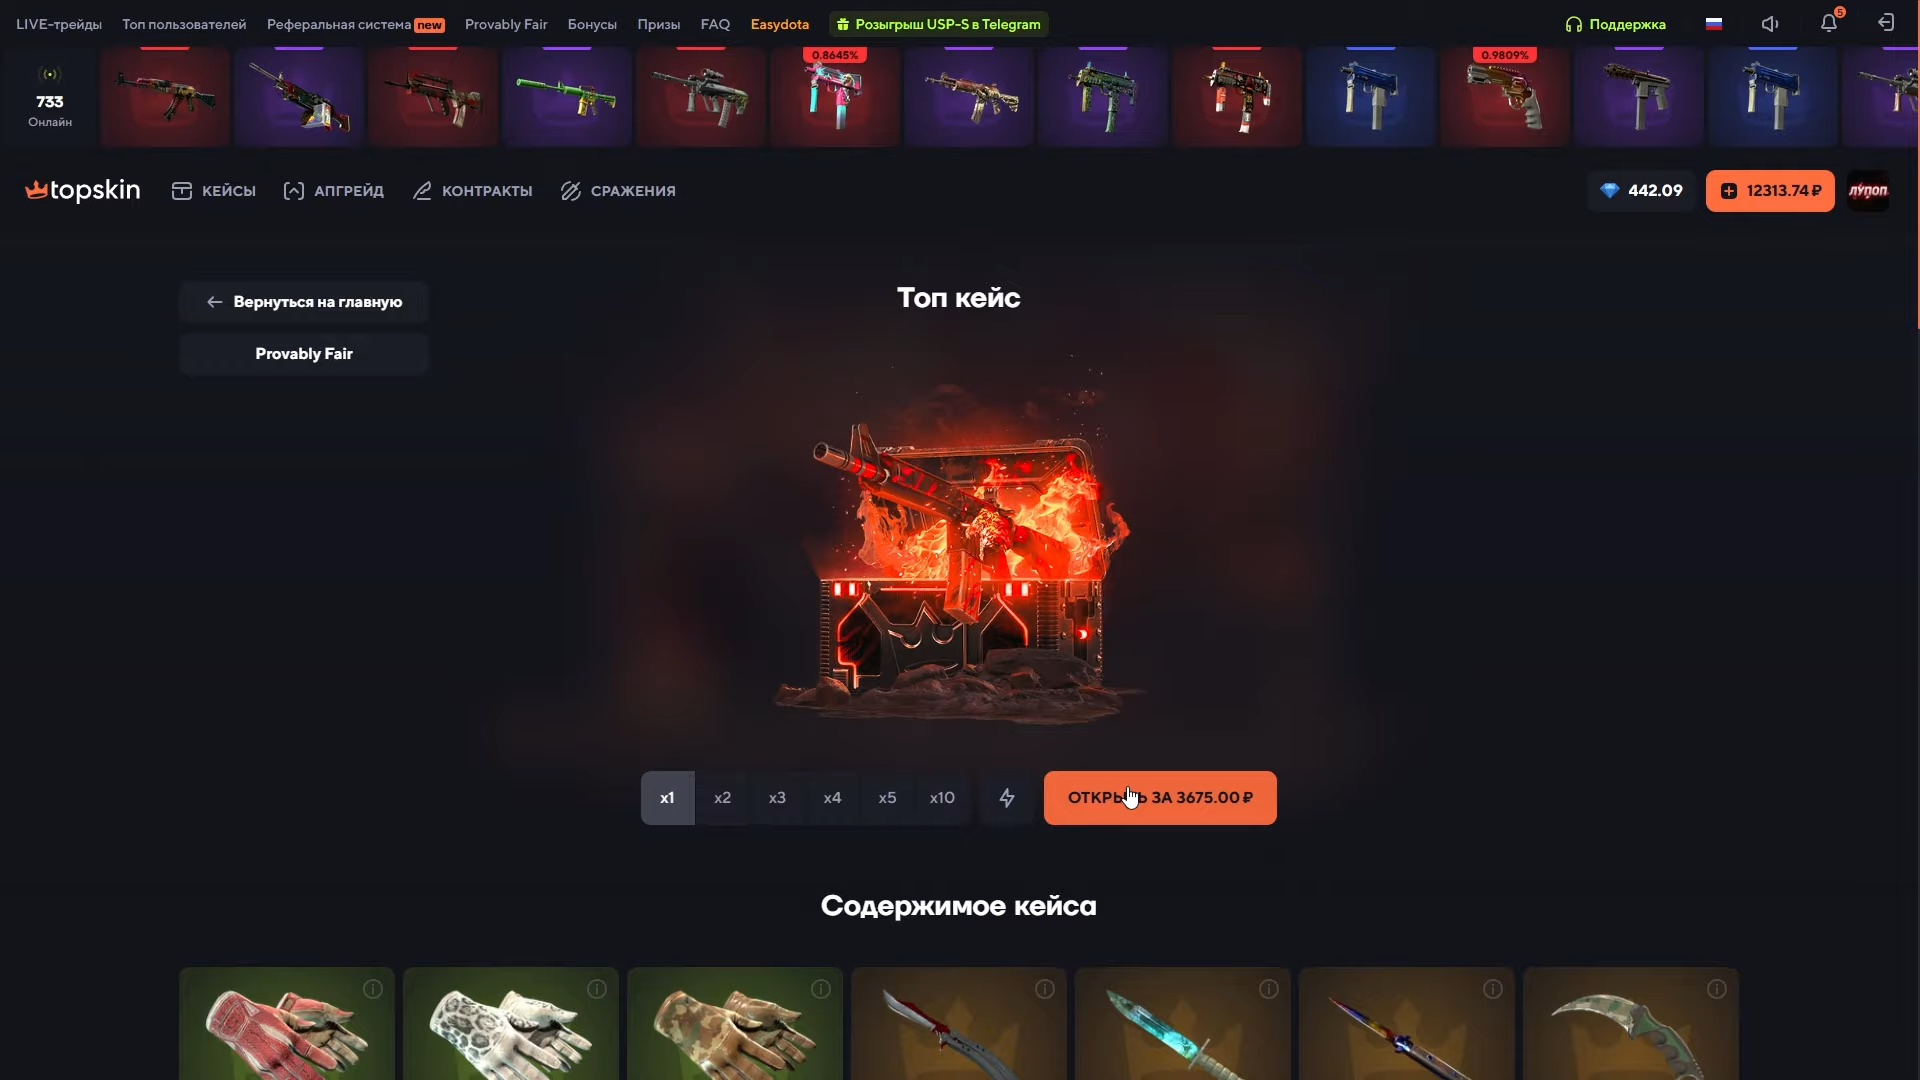 LIVE-трейды Топ пользователей Реферальная система new Provably Fair Бонусы Призы FAQ Easydota Розыгрыш USP-S в Telegram Поддержка 5
733
Онлайн
0.8645%
0.9809%
topskin КЕЙСЫ АПГРЕЙД КОНТРАКТЫ СРАЖЕНИЯ 442.09 12313.74 ₽ ЛУПОП
Вернуться на главную
Топ кейс
Provably Fair
x1 x2 x3 x4 x5 x10 ОТКРЫТЬ ЗА 3675.00 ₽
Содержимое кейса